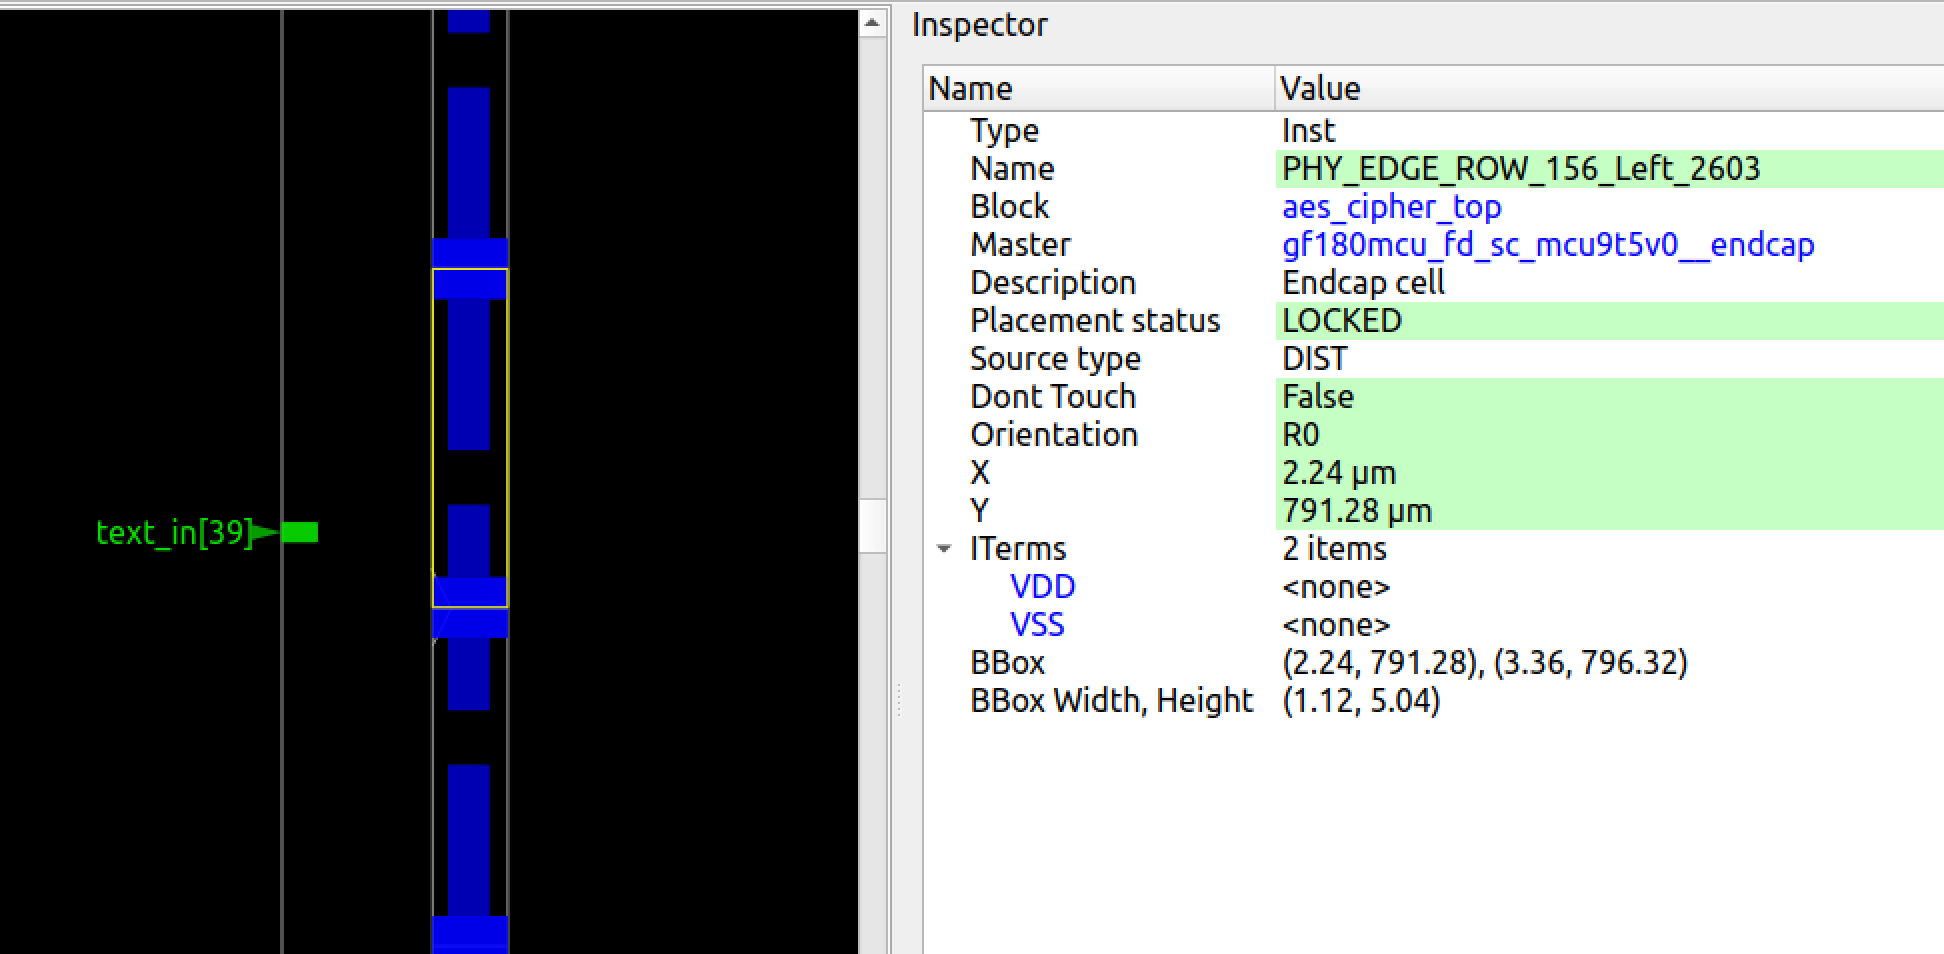 text_in[39]
Inspector
Name Value
Type Inst
Name PHY_EDGE_ROW_156_Left_2603
Block aes_cipher_top
Master gf180mcu_fd_sc_mcu9t5v0__endcap
Description Endcap cell
Placement status LOCKED
Source type DIST
Dont Touch False
Orientation R0
X 2.24 μm
Y 791.28 μm
ITerms 2 items
VDD <none>
VSS <none>
BBox (2.24, 791.28), (3.36, 796.32)
BBox Width, Height (1.12, 5.04)